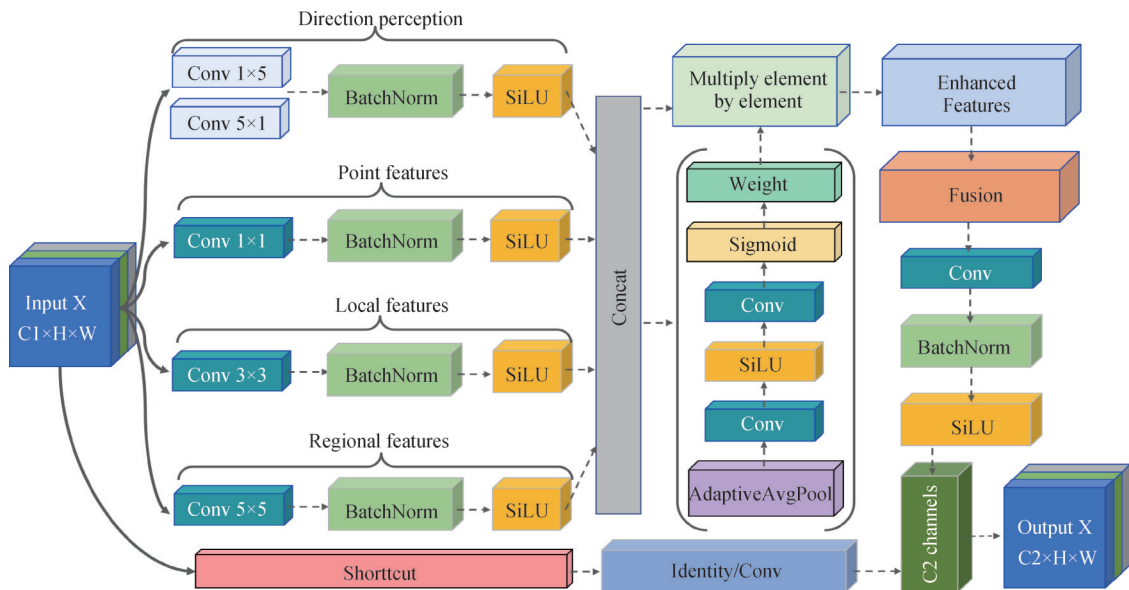 Direction perception
Conv 1×5
Conv 5×1
BatchNorm
SiLU
Point features
Conv 1×1
BatchNorm
SiLU
Local features
Conv 3×3
BatchNorm
SiLU
Regional features
Conv 5×5
BatchNorm
SiLU
Input X
C1×H×W
Shorttcut
Identity/Conv
Concat
Multiply element
by element
Weight
Sigmoid
Conv
SiLU
Conv
AdaptiveAvgPool
Enhanced
Features
Fusion
Conv
BatchNorm
SiLU
C2 channels
Output X
C2×H×W